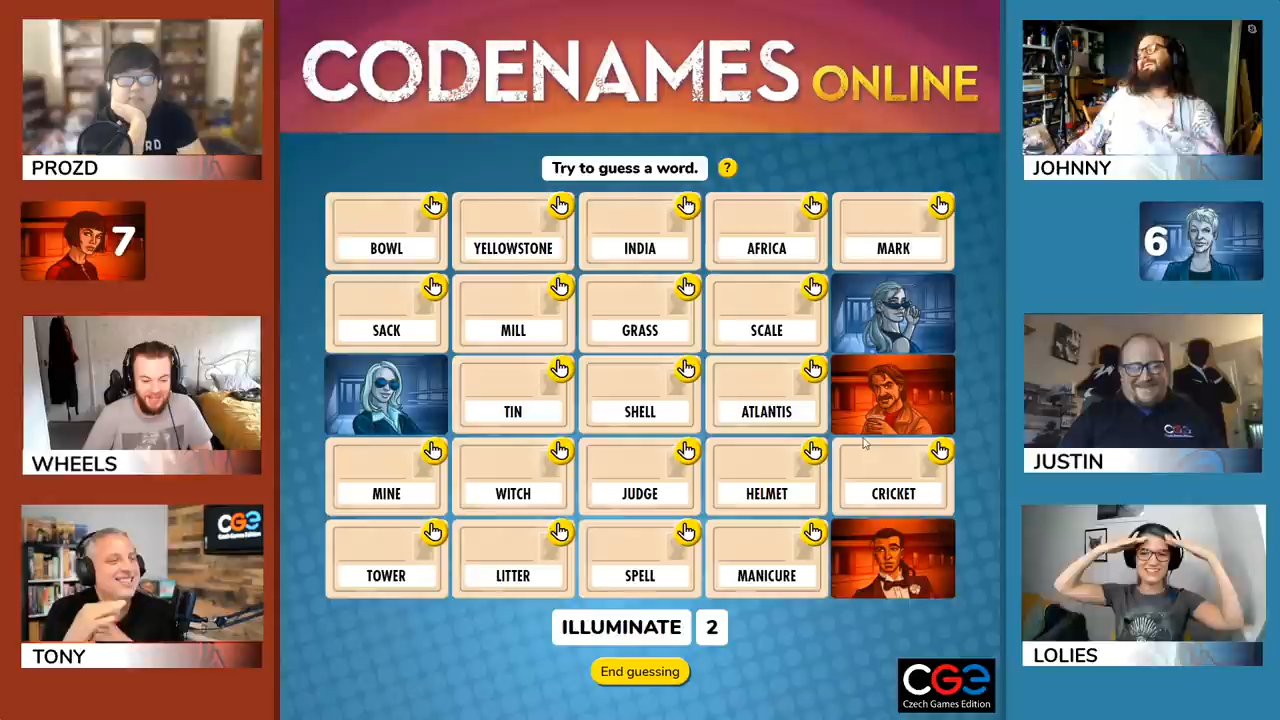 CODENAMES ONLINE
PROZD
JOHNNY
Try to guess a word. ?
7
6
BOWL YELLOWSTONE INDIA AFRICA MARK
SACK MILL GRASS SCALE
TIN SHELL ATLANTIS
WHEELS
JUSTIN
MINE WITCH JUDGE HELMET CRICKET
TOWER LITTER SPELL MANICURE
ILLUMINATE 2
End guessing
TONY
LOLIES
CGE
Czech Games Edition